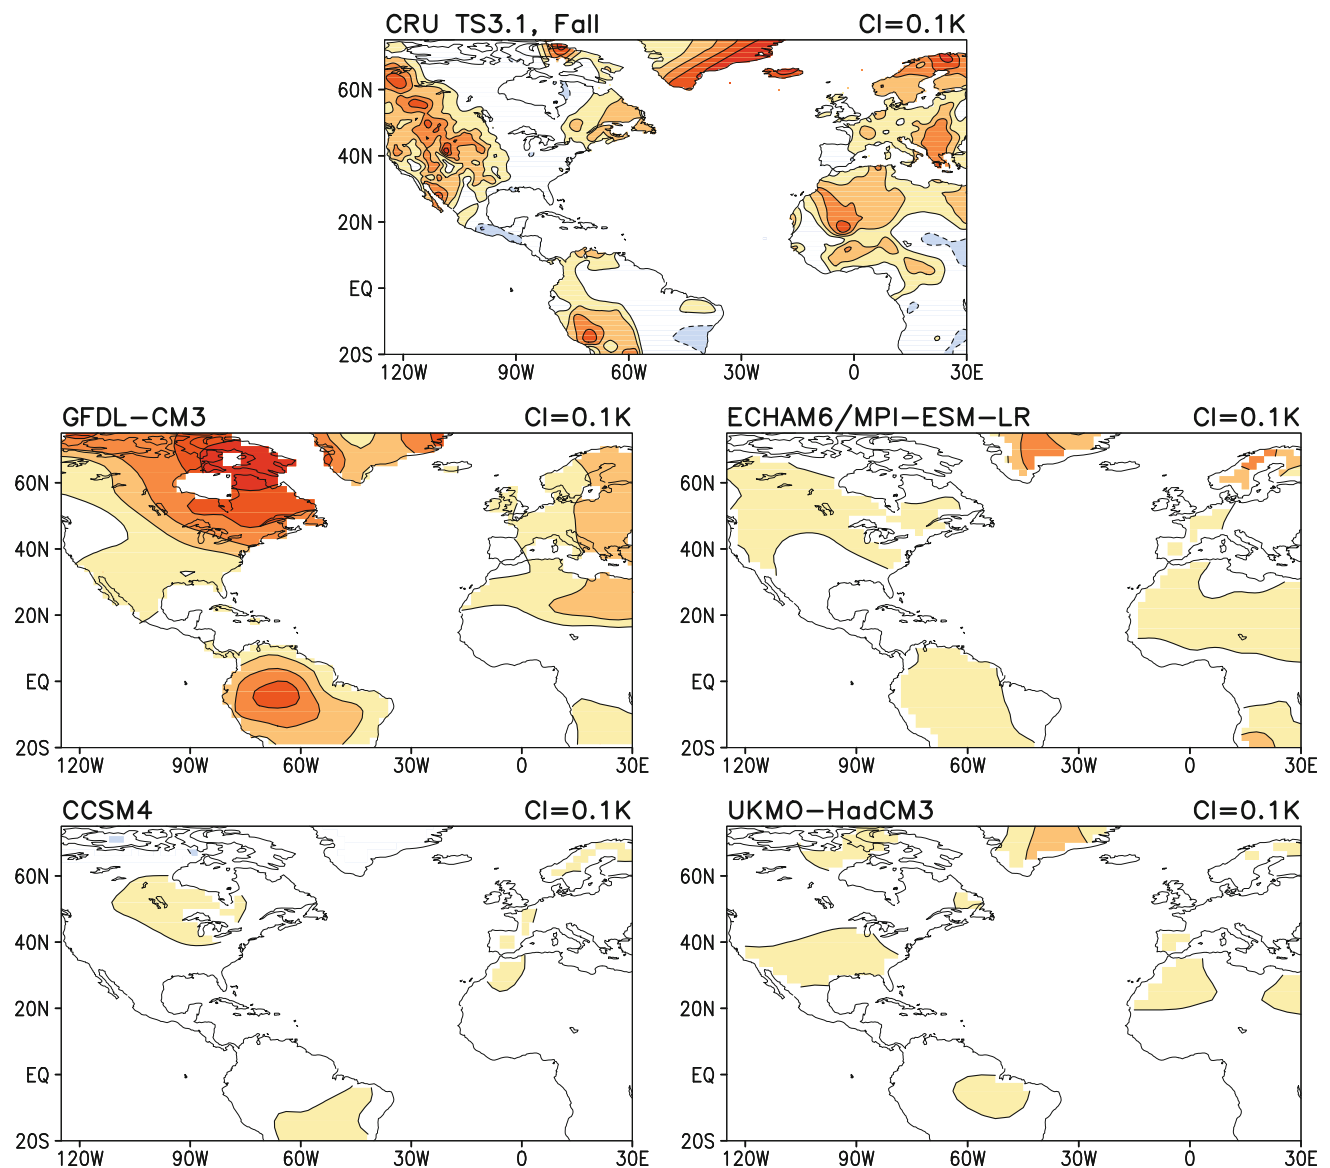 CRU TS3.1, Fall CI=0.1K
60N
40N
20N
EQ
20S
120W 90W 60W 30W 0 30E
GFDL-CM3 CI=0.1K
60N
40N
20N
EQ
20S
120W 90W 60W 30W 0 30E
ECHAM6/MPI-ESM-LR CI=0.1K
60N
40N
20N
EQ
20S
120W 90W 60W 30W 0 30E
CCSM4 CI=0.1K
60N
40N
20N
EQ
20S
120W 90W 60W 30W 0 30E
UKMO-HadCM3 CI=0.1K
60N
40N
20N
EQ
20S
120W 90W 60W 30W 0 30E